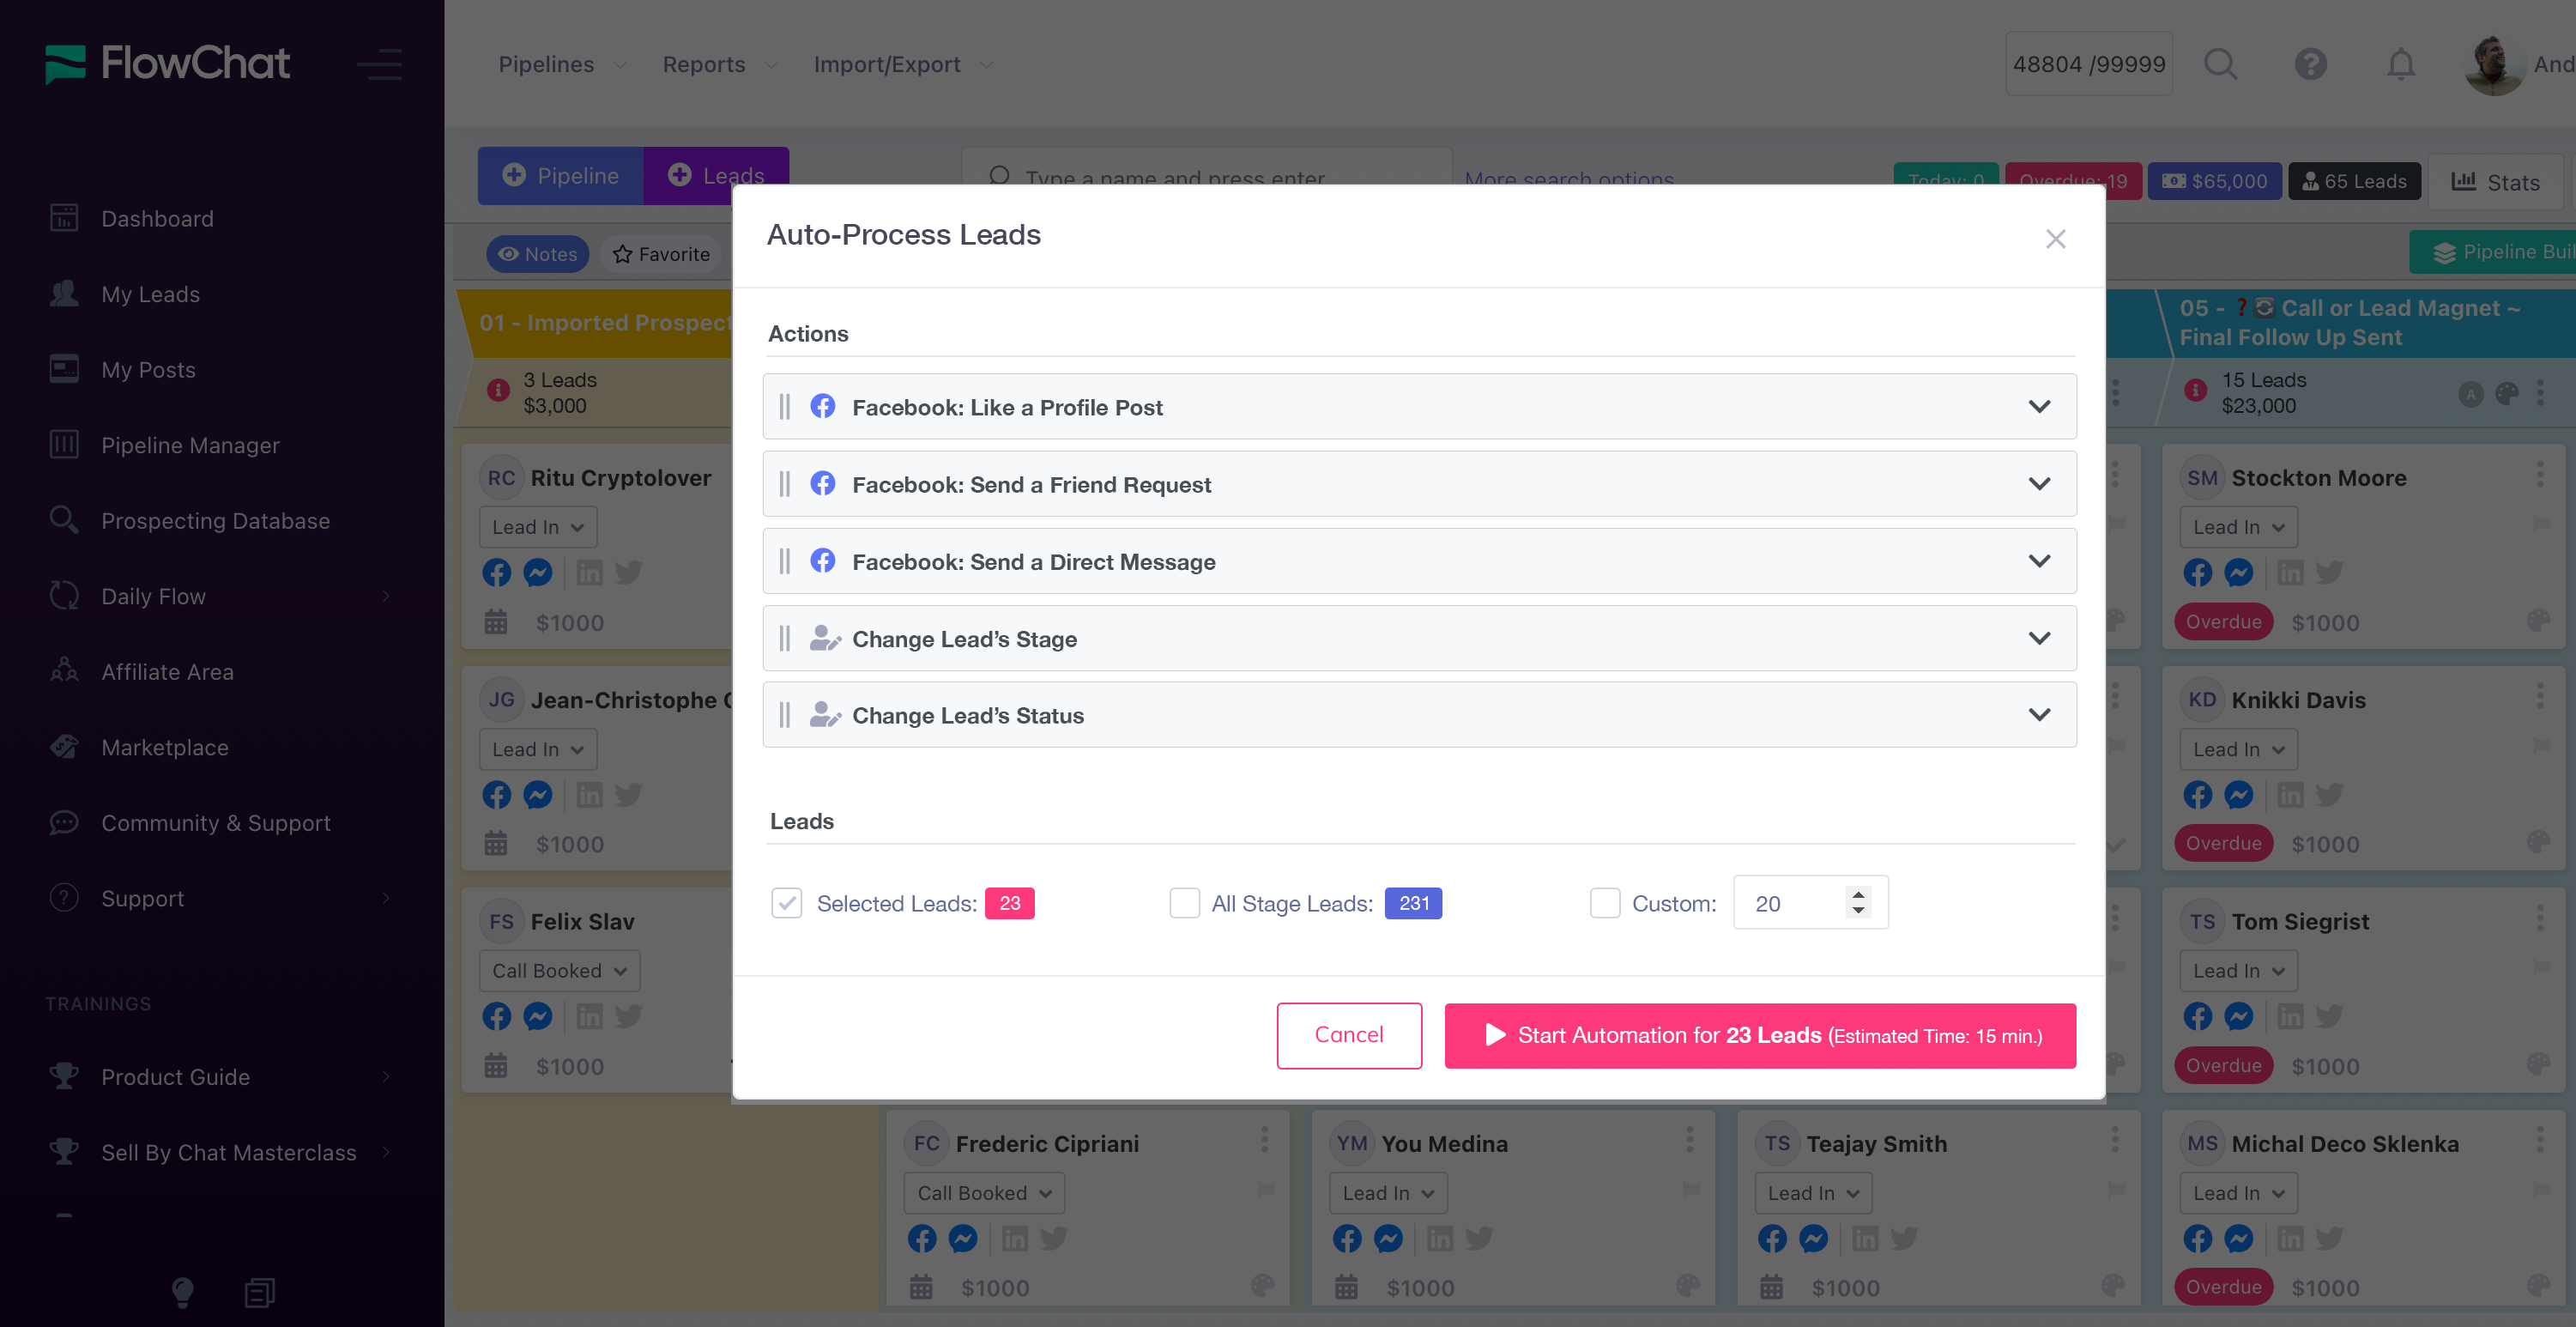 FlowChat
Dashboard
My Leads
My Posts
Pipeline Manager
Prospecting Database
Daily Flow
Affiliate Area
Marketplace
Community & Support
Support
TRAININGS
Product Guide
Sell By Chat Masterclass
Pipelines
Reports
Import/Export
48804 /99999
And
Pipeline
Leads
Type a name and press enter
More search options
Today: 0
Overdue: 19
$65,000
65 Leads
Stats
Notes
Favorite
Pipeline Buil
01 - Imported Prospect
3 Leads
$3,000
RC Ritu Cryptolover
Lead In
$1000
JG Jean-Christophe
Lead In
$1000
FS Felix Slav
Call Booked
$1000
Auto-Process Leads
Actions
Facebook: Like a Profile Post
Facebook: Send a Friend Request
Facebook: Send a Direct Message
Change Lead’s Stage
Change Lead’s Status
Leads
Selected Leads: 23
All Stage Leads: 231
Custom: 20
Cancel
Start Automation for 23 Leads (Estimated Time: 15 min.)
FC Frederic Cipriani
Call Booked
$1000
YM You Medina
Lead In
$1000
TS Teajay Smith
Lead In
$1000
05 - ❓ Call or Lead Magnet ~
Final Follow Up Sent
15 Leads
$23,000
A
SM Stockton Moore
Lead In
Overdue $1000
KD Knikki Davis
Lead In
Overdue $1000
TS Tom Siegrist
Lead In
Overdue $1000
MS Michal Deco Sklenka
Lead In
Overdue $1000